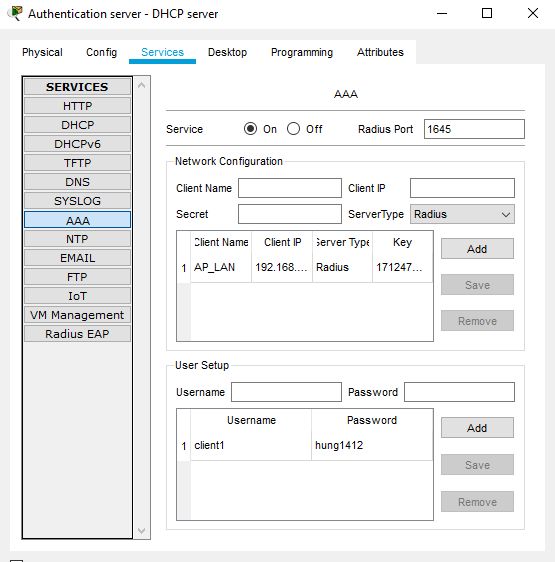 Authentication server - DHCP server
Physical Config Services Desktop Programming Attributes
SERVICES
HTTP
DHCP
DHCPv6
TFTP
DNS
SYSLOG
AAA
NTP
EMAIL
FTP
IoT
VM Management
Radius EAP
AAA
Service On Off Radius Port 1645
Network Configuration
Client Name Client IP
Secret ServerType Radius
Client Name Client IP Server Type Key
1 AP_LAN 192.168.... Radius 171247...
Add
Save
Remove
User Setup
Username Password
Username Password
1 client1 hung1412
Add
Save
Remove